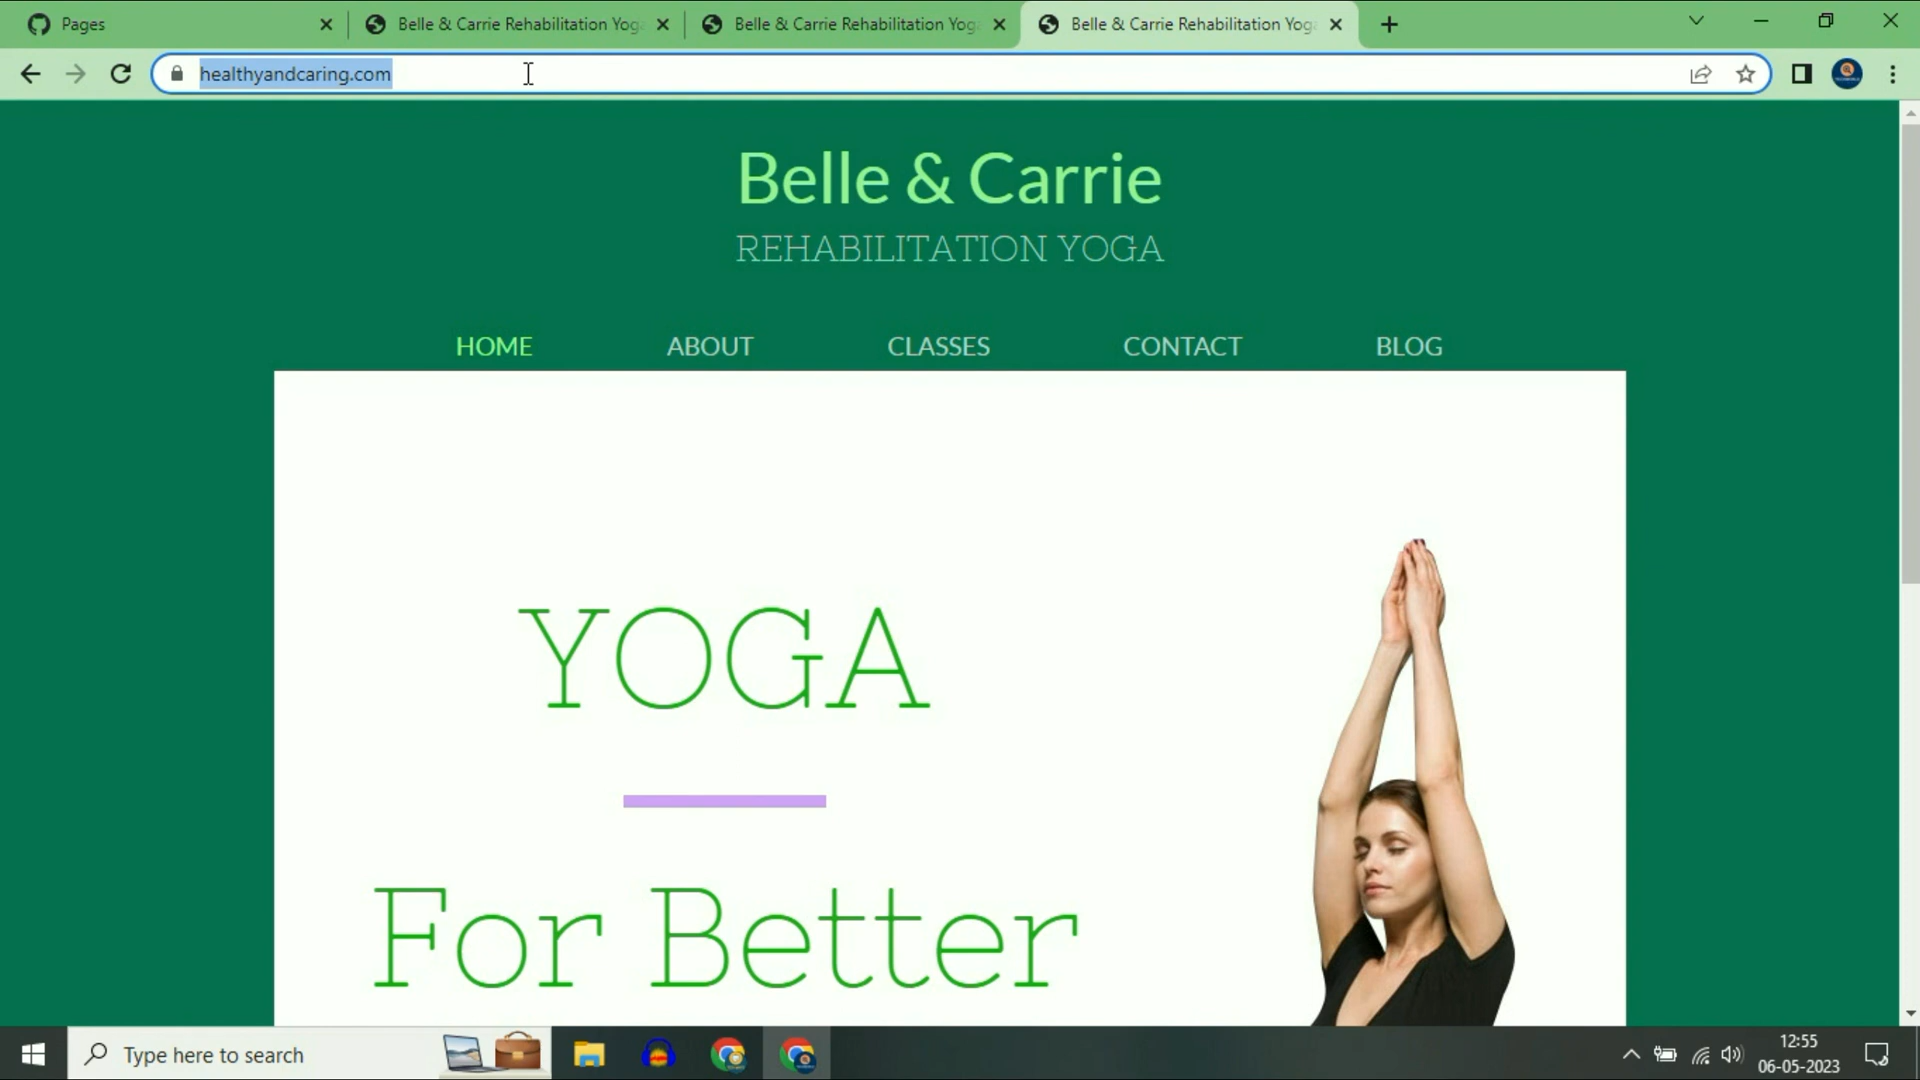 Pages
Belle & Carrie Rehabilitation Yog
Belle & Carrie Rehabilitation Yog
Belle & Carrie Rehabilitation Yog
healthyandcaring.com
Belle & Carrie
REHABILITATION YOGA
HOME ABOUT CLASSES CONTACT BLOG
YOGA
For Better
Type here to search
12:55
06-05-2023